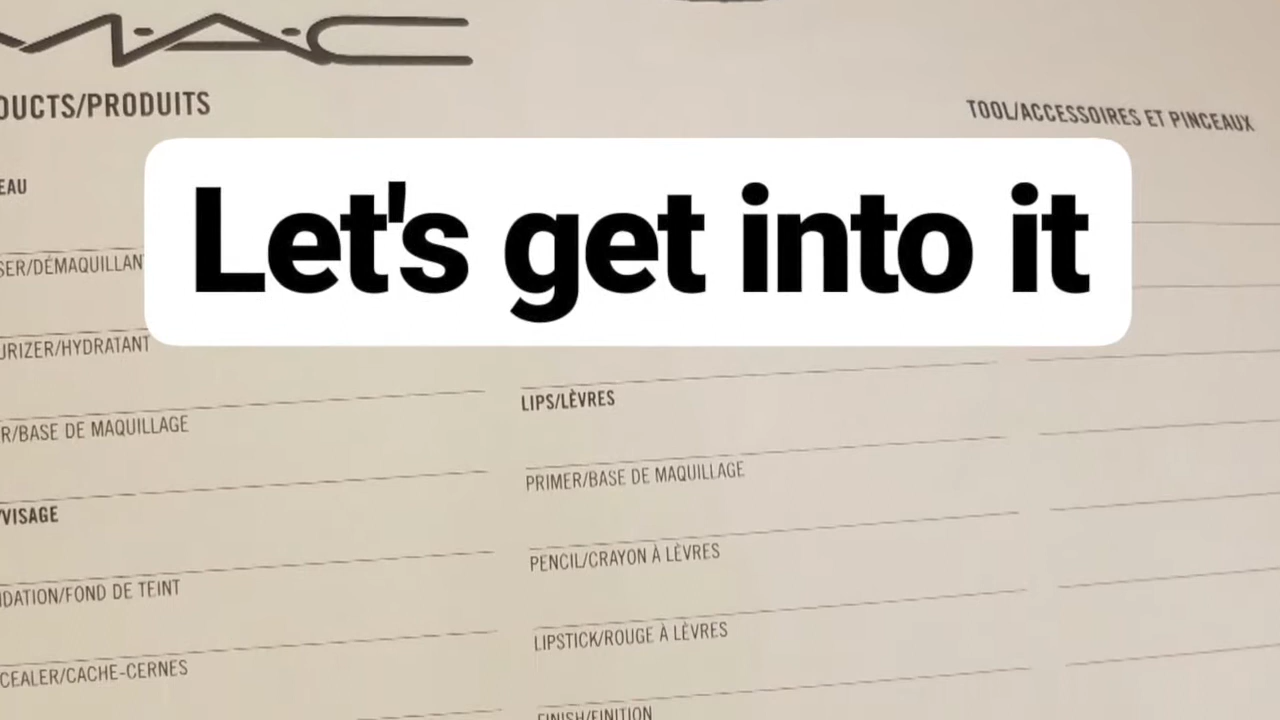 M·A·C
DUCTS/PRODUITS
TOOL/ACCESSOIRES ET PINCEAUX
EAU
Let's get into it
SER/DÉMAQUILLAN
URIZER/HYDRATANT
R/BASE DE MAQUILLAGE
/VISAGE
DATION/FOND DE TEINT
CEALER/CACHE-CERNES
LIPS/LÈVRES
PRIMER/BASE DE MAQUILLAGE
PENCIL/CRAYON À LÈVRES
LIPSTICK/ROUGE À LÈVRES
FINISH/FINITION